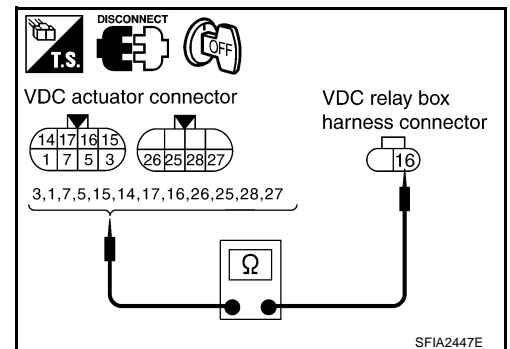 DISCONNECT
T.S.
OFF
VDC actuator connector
VDC relay box
harness connector
14 17 16 15
1 7 5 3
26 25 28 27
16
3,1,7,5,15,14,17,16,26,25,28,27
Ω
SFIA2447E